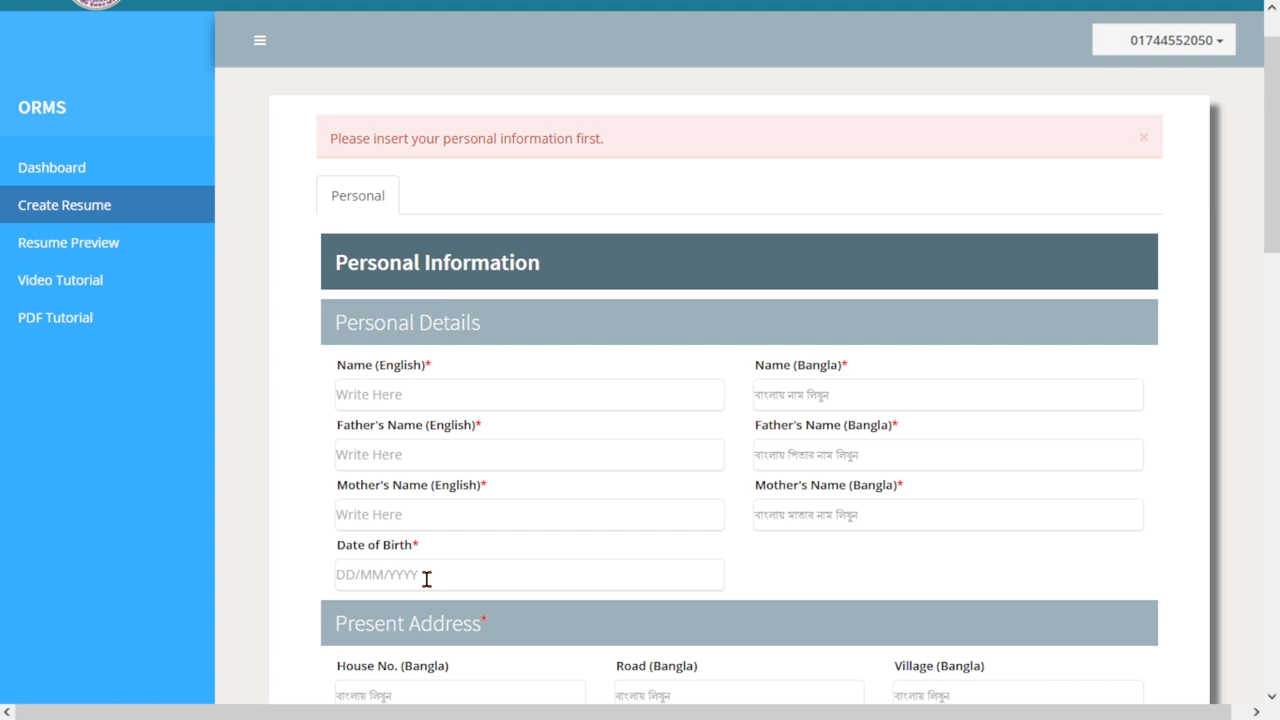 01744552050
ORMS
Dashboard
Create Resume
Resume Preview
Video Tutorial
PDF Tutorial
Please insert your personal information first. ×
Personal
Personal Information
Personal Details
Name (English)* Name (Bangla)*
Write Here বাংলায় নাম লিখুন
Father's Name (English)* Father's Name (Bangla)*
Write Here বাংলায় পিতার নাম লিখুন
Mother's Name (English)* Mother's Name (Bangla)*
Write Here বাংলায় মাতার নাম লিখুন
Date of Birth*
DD/MM/YYYY
Present Address*
House No. (Bangla) Road (Bangla) Village (Bangla)
বাংলায় লিখুন বাংলায় লিখুন বাংলায় লিখুন